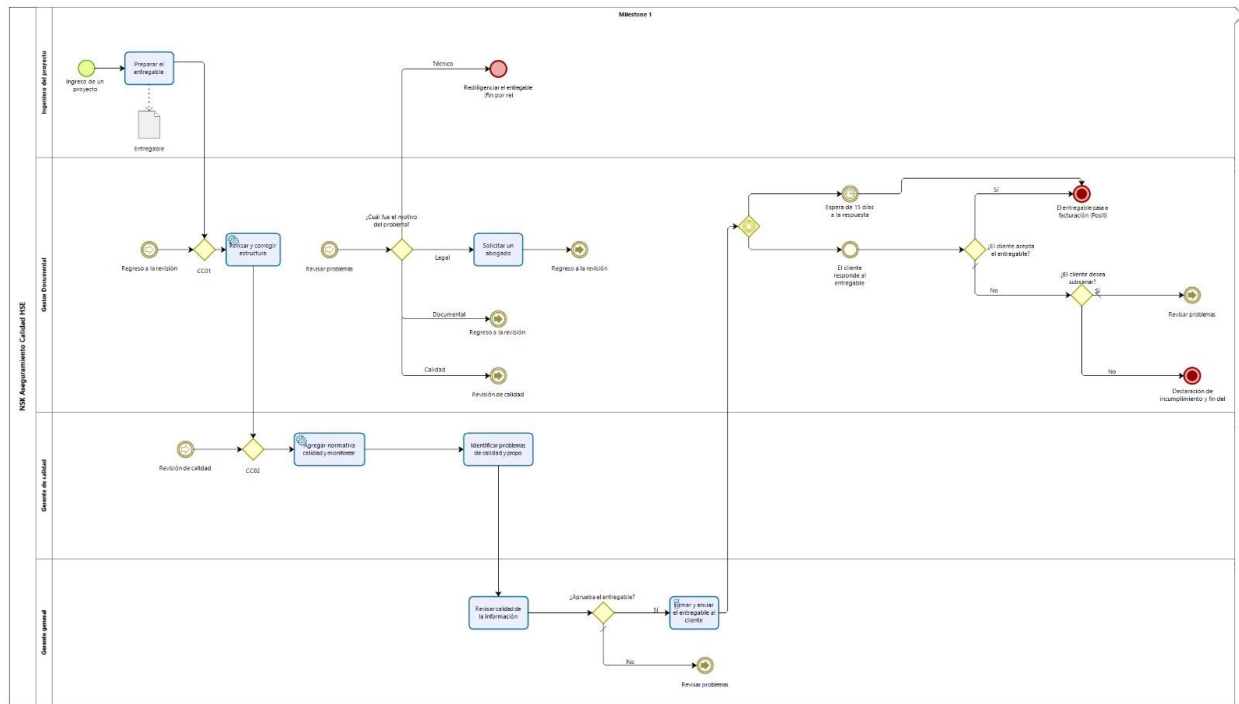 Milestone 1
NSK Aseguramiento Calidad HSE
Ingeniero del proyecto
Ingreso de un
proyecto
Preparar el
entregable
Entregable
Técnico
Rediligenciar el entregable
(Fin por rei
Gestor Documental
Regreso a la revisión
CC01
Revisar y corregir
estructura
Revisar problemas
¿Cuál fue el motivo
del problema?
Legal
Solicitar un
abogado
Regreso a la revisión
Documental
Regreso a la revisión
Calidad
Revisión de calidad
Espera de 15 días
a la respuesta
El cliente
responde al
entregable
Sí
El entregable pasa a
facturación (Positi
¿El cliente acepta
el entregable?
No
¿El cliente desea
subsanar?
Sí
Revisar problemas
No
Declaración de
incumplimiento y fin del
Gerente de calidad
Revisión de calidad
CC02
Agregar normativa
calidad y monitorear
Identificar problemas
de calidad y propo
Gerente general
Revisar calidad de
la información
¿Aprueba el entregable?
Sí
Firmar y enviar
el entregable al
cliente
No
Revisar problemas